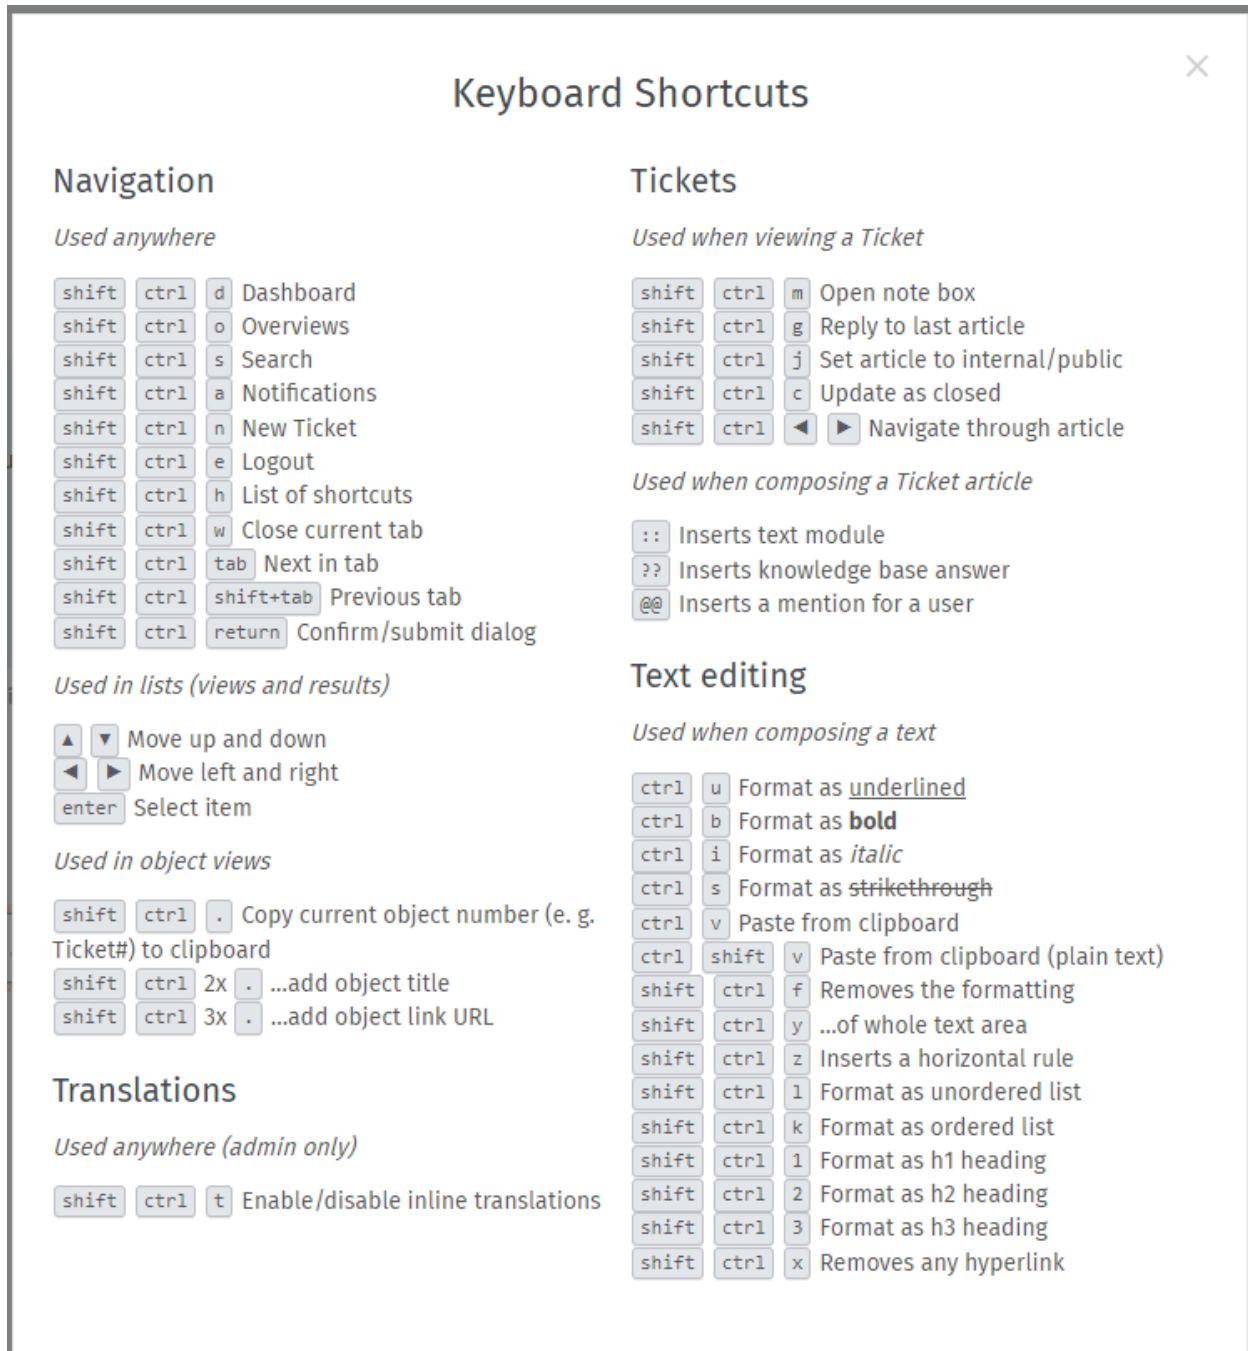 Keyboard Shortcuts
Navigation
Used anywhere
shift ctrl d Dashboard
shift ctrl o Overviews
shift ctrl s Search
shift ctrl a Notifications
shift ctrl n New Ticket
shift ctrl e Logout
shift ctrl h List of shortcuts
shift ctrl w Close current tab
shift ctrl tab Next in tab
shift ctrl shift+tab Previous tab
shift ctrl return Confirm/submit dialog
Used in lists (views and results)
▲ ▼ Move up and down
◀ ▶ Move left and right
enter Select item
Used in object views
shift ctrl . Copy current object number (e. g.
Ticket#) to clipboard
shift ctrl 2x . ...add object title
shift ctrl 3x . ...add object link URL
Translations
Used anywhere (admin only)
shift ctrl t Enable/disable inline translations
Tickets
Used when viewing a Ticket
shift ctrl m Open note box
shift ctrl g Reply to last article
shift ctrl j Set article to internal/public
shift ctrl c Update as closed
shift ctrl ◀ ▶ Navigate through article
Used when composing a Ticket article
:: Inserts text module
?? Inserts knowledge base answer
@@ Inserts a mention for a user
Text editing
Used when composing a text
ctrl u Format as underlined
ctrl b Format as bold
ctrl i Format as italic
ctrl s Format as strikethrough
ctrl v Paste from clipboard
ctrl shift v Paste from clipboard (plain text)
shift ctrl f Removes the formatting
shift ctrl y ...of whole text area
shift ctrl z Inserts a horizontal rule
shift ctrl l Format as unordered list
shift ctrl k Format as ordered list
shift ctrl 1 Format as h1 heading
shift ctrl 2 Format as h2 heading
shift ctrl 3 Format as h3 heading
shift ctrl x Removes any hyperlink